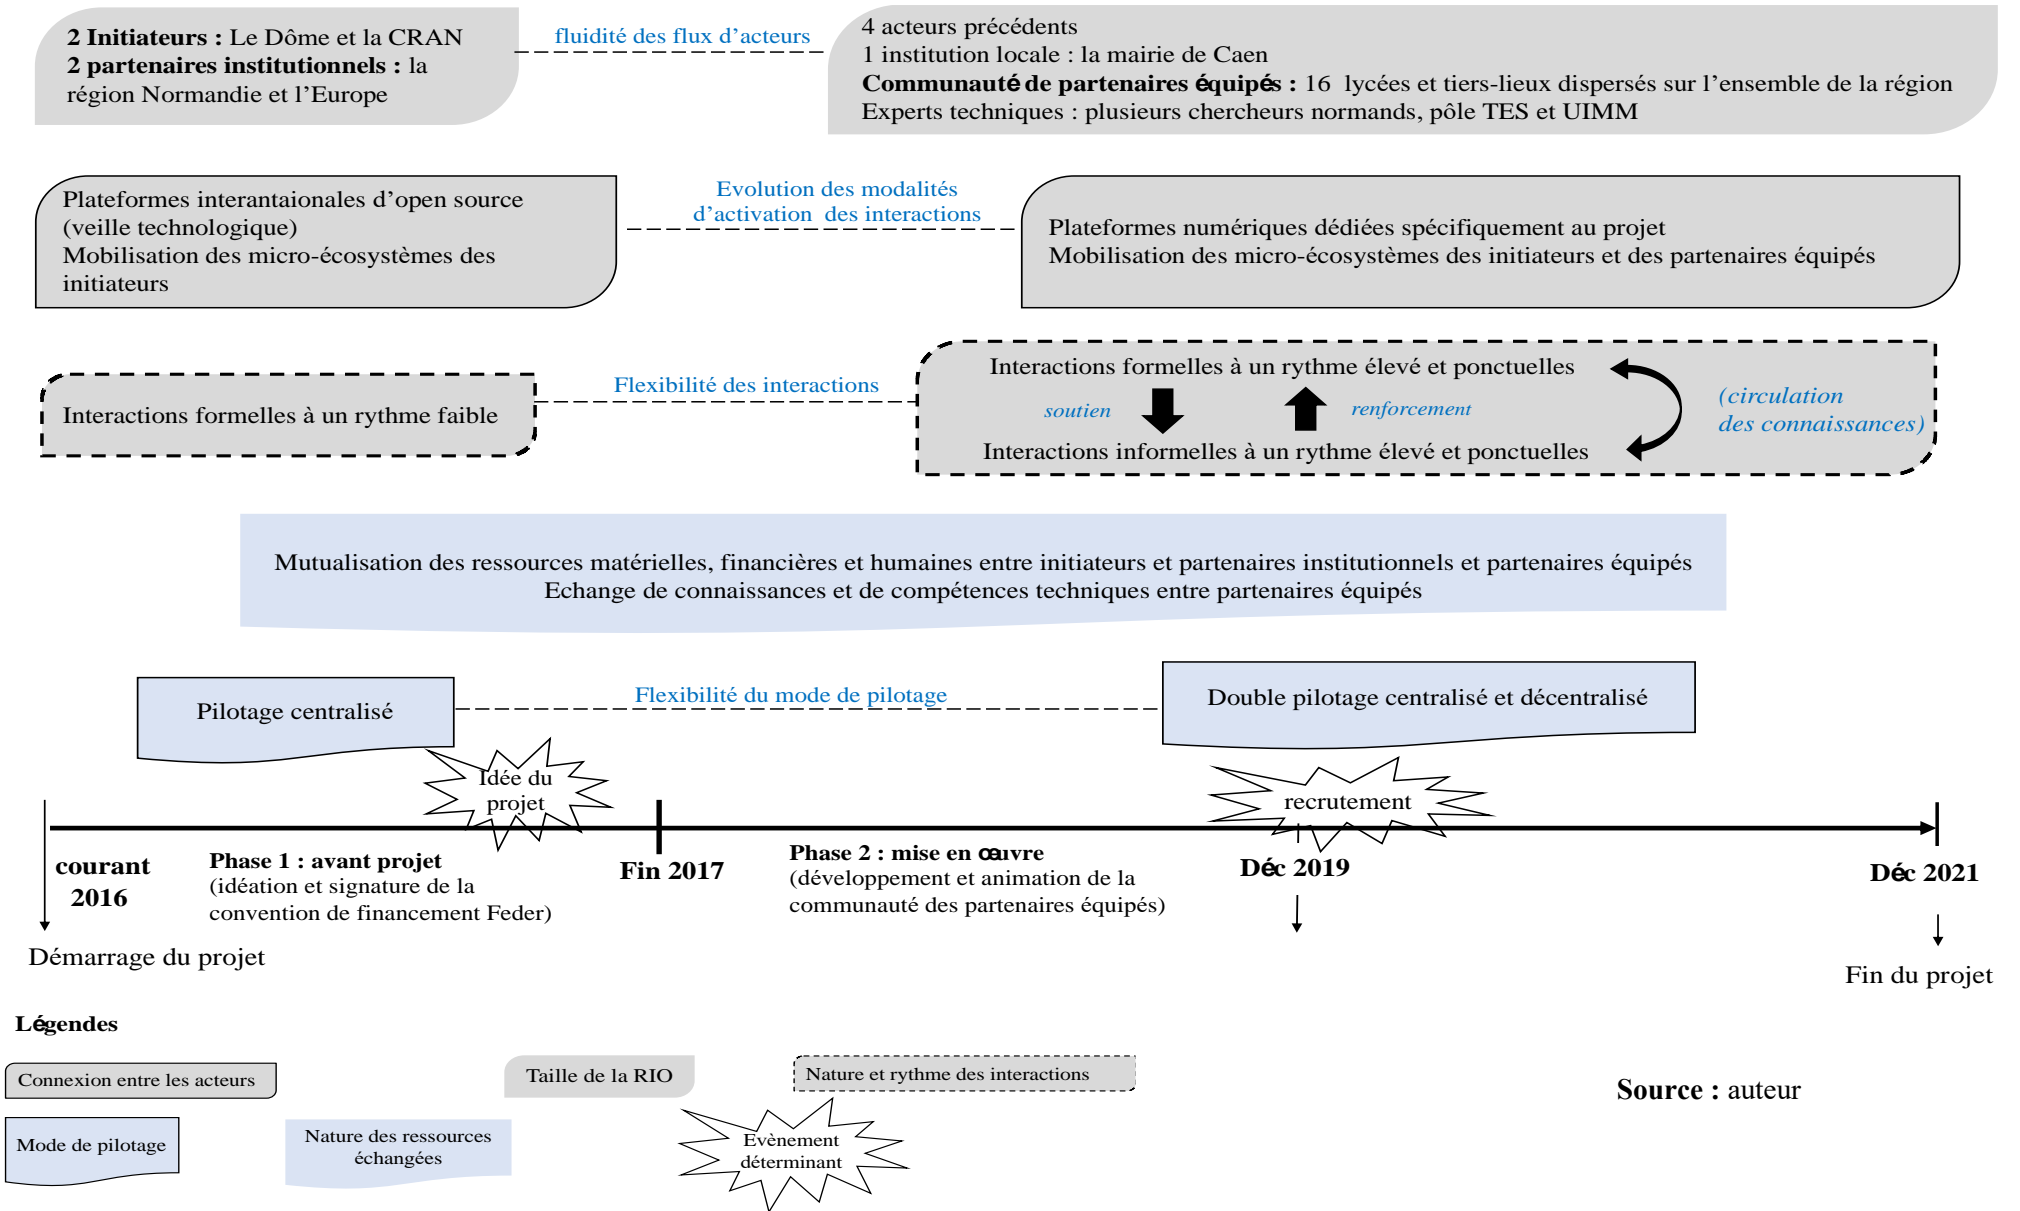 2 Initiateurs : Le Dôme et la CRAN
2 partenaires institutionnels : la
région Normandie et l’Europe
fluidité des flux d’acteurs
4 acteurs précédents
1 institution locale : la mairie de Caen
Communauté de partenaires équipés : 16 lycées et tiers-lieux dispersés sur l’ensemble de la région
Experts techniques : plusieurs chercheurs normands, pôle TES et UIMM
Plateformes interantaionales d’open source
(veille technologique)
Mobilisation des micro-écosystèmes des
initiateurs
Evolution des modalités
d’activation des interactions
Plateformes numériques dédiées spécifiquement au projet
Mobilisation des micro-écosystèmes des initiateurs et des partenaires équipés
Interactions formelles à un rythme faible
Flexibilité des interactions
Interactions formelles à un rythme élevé et ponctuelles
soutien
renforcement
Interactions informelles à un rythme élevé et ponctuelles
(circulation
des connaissances)
Mutualisation des ressources matérielles, financières et humaines entre initiateurs et partenaires institutionnels et partenaires équipés
Echange de connaissances et de compétences techniques entre partenaires équipés
Pilotage centralisé
Flexibilité du mode de pilotage
Double pilotage centralisé et décentralisé
Idée du
projet
recrutement
courant
2016
Phase 1 : avant projet
(idéation et signature de la
convention de financement Feder)
Fin 2017
Phase 2 : mise en œuvre
(développement et animation de la
communauté des partenaires équipés)
Déc 2019
Déc 2021
Démarrage du projet
Fin du projet
Légendes
Connexion entre les acteurs
Taille de la RIO
Nature et rythme des interactions
Mode de pilotage
Nature des ressources
échangées
Evènement
déterminant
Source : auteur